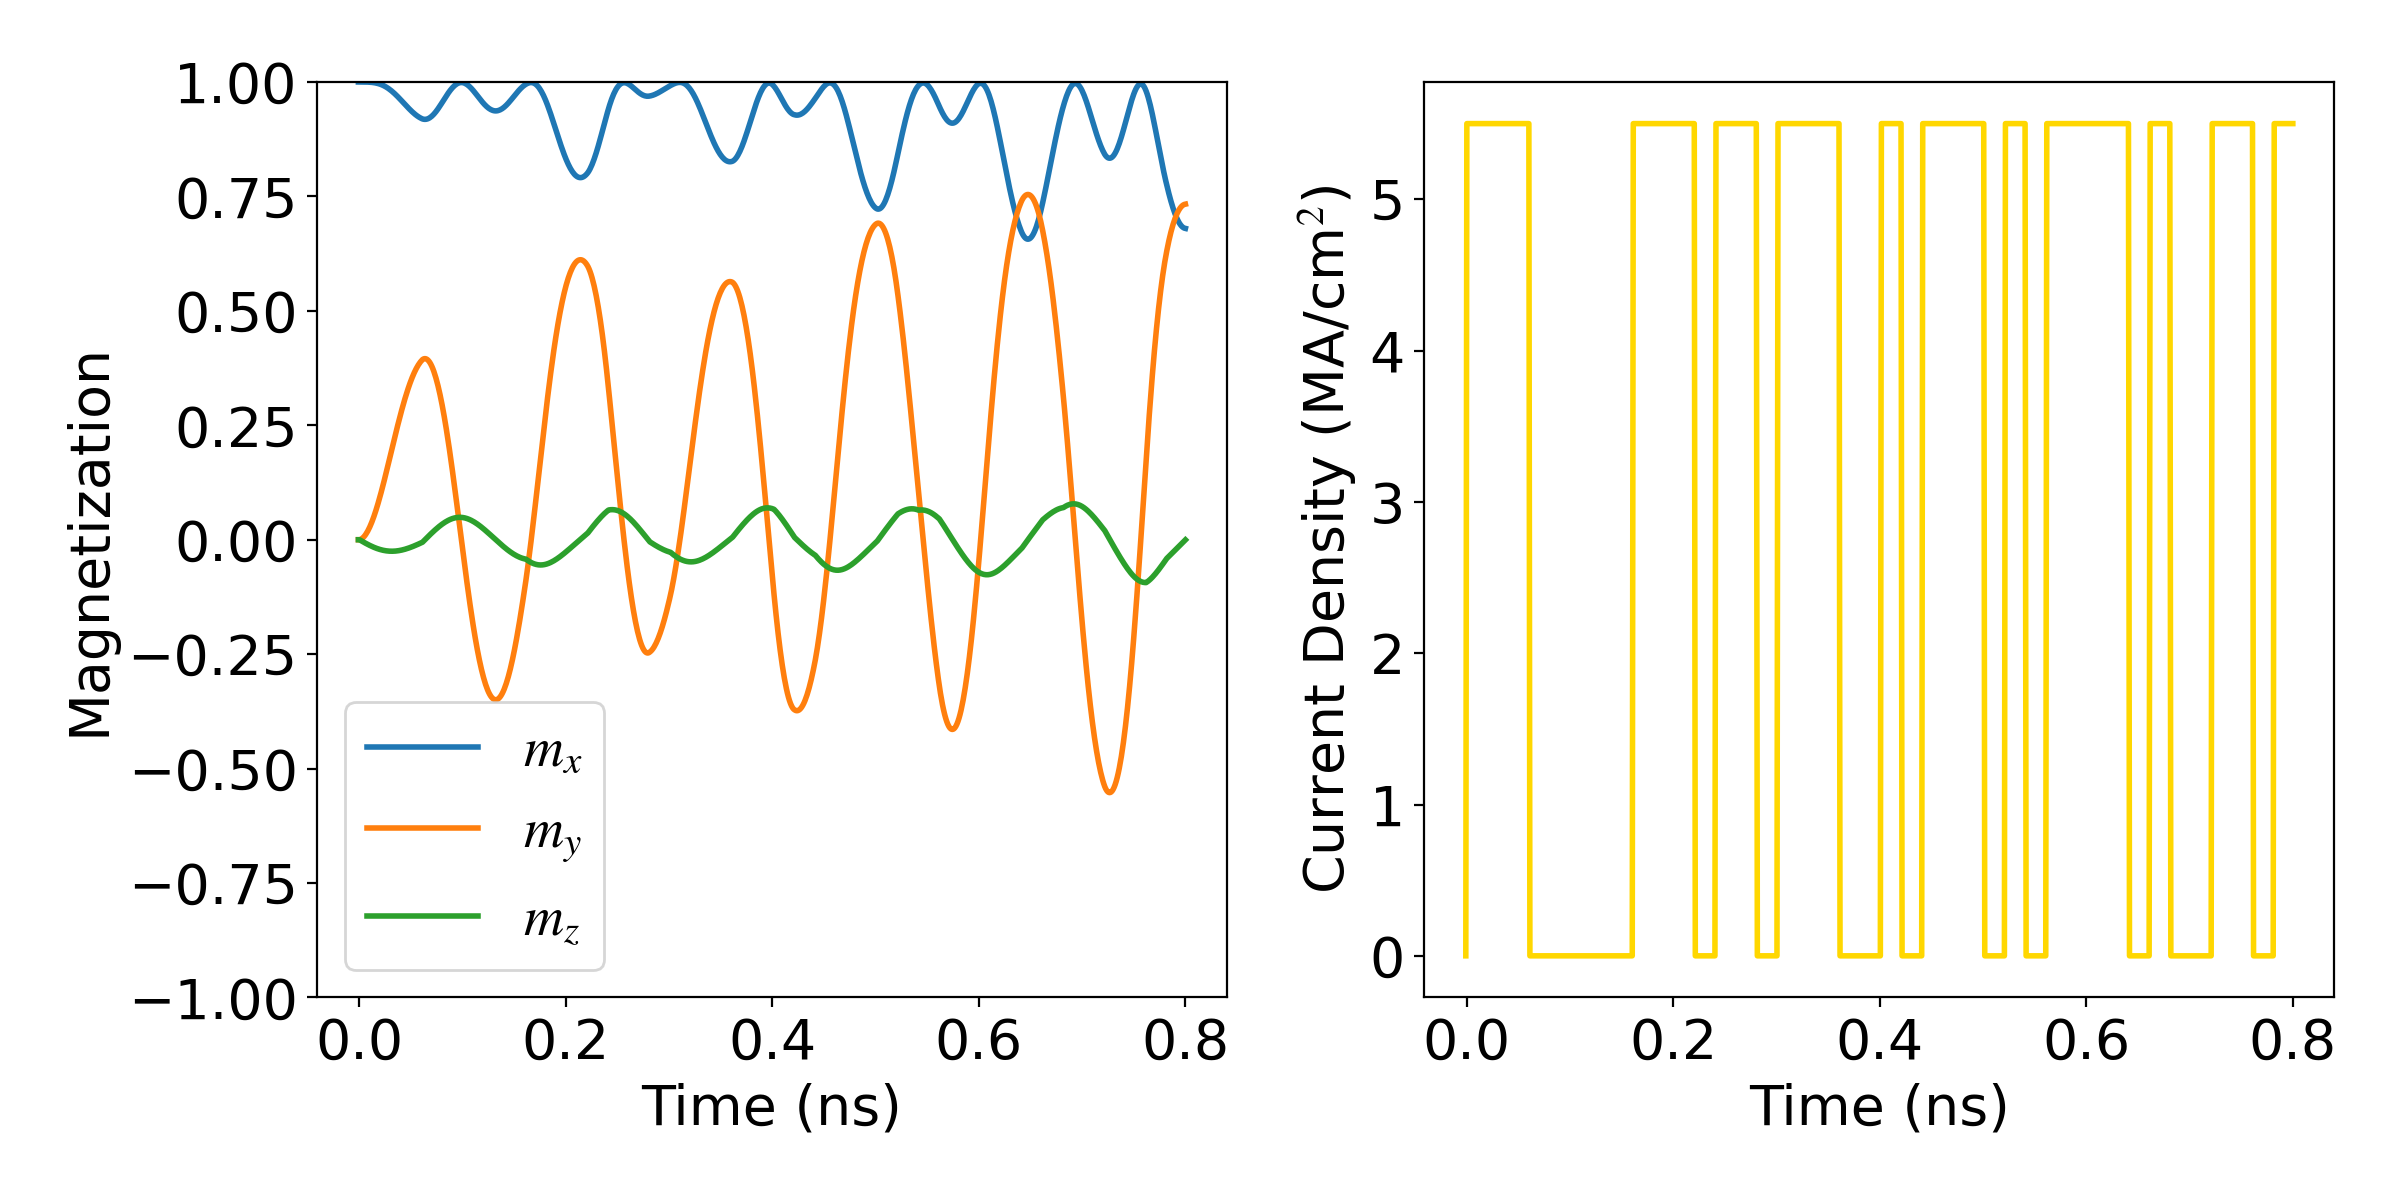 1.00
0.75
0.50
0.25
0.00
−0.25
−0.50
−0.75
−1.00
Magnetization
0.0 0.2 0.4 0.6 0.8
Time (ns)
m_x
m_y
m_z
5
4
3
2
1
0
Current Density (MA/cm²)
0.0 0.2 0.4 0.6 0.8
Time (ns)